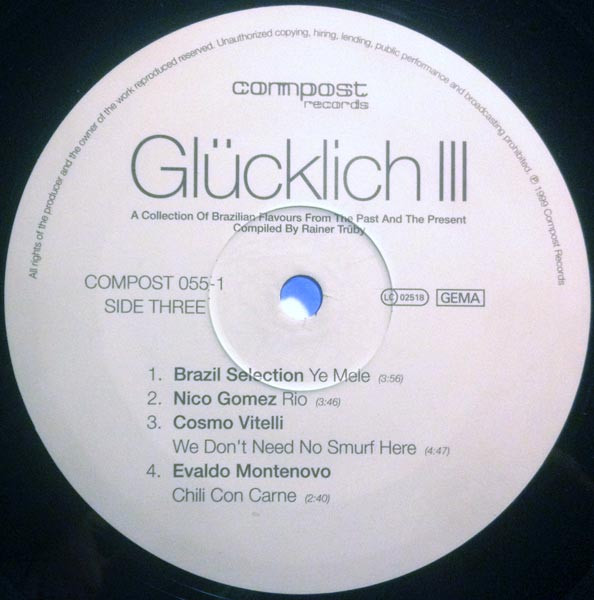 All rights of the producer and the owner of the work reproduced reserved. Unauthorized copying, hiring, lending, public performance and broadcasting prohibited. ℗ 1999 Compost Records
compost
records
Glücklich III
A Collection Of Brazilian Flavours From The Past And The Present
Compiled By Rainer Trüby
COMPOST 055-1
SIDE THREE
LC 02518 GEMA
1. Brazil Selection Ye Mele (3:56)
2. Nico Gomez Rio (3:46)
3. Cosmo Vitelli
We Don't Need No Smurf Here (4:47)
4. Evaldo Montenovo
Chili Con Carne (2:40)